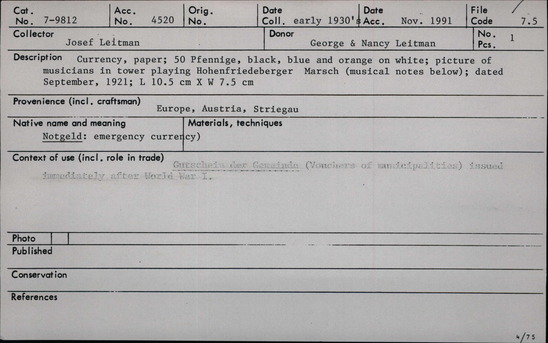 Cat. No. 7-9812 Acc. No. 4520 Orig. No. Date Coll. early 1930's Date Acc. Nov. 1991 File Code 7.5
Collector Josef Leitman Donor George & Nancy Leitman No. Pcs. 1
Description Currency, paper; 50 Pfennige, black, blue and orange on white; picture of
musicians in tower playing Hohenfriedeberger Marsch (musical notes below); dated
September, 1921; L 10.5 cm X W 7.5 cm
Provenience (incl. craftsman) Europe, Austria, Striegau
Native name and meaning Materials, techniques
Notgeld: emergency currency)
Context of use (incl. role in trade) Gutschein der Gemeinde (Vouchers of municipalities) issued
immediately after World War I.
Photo
Published
Conservation
References
4/75